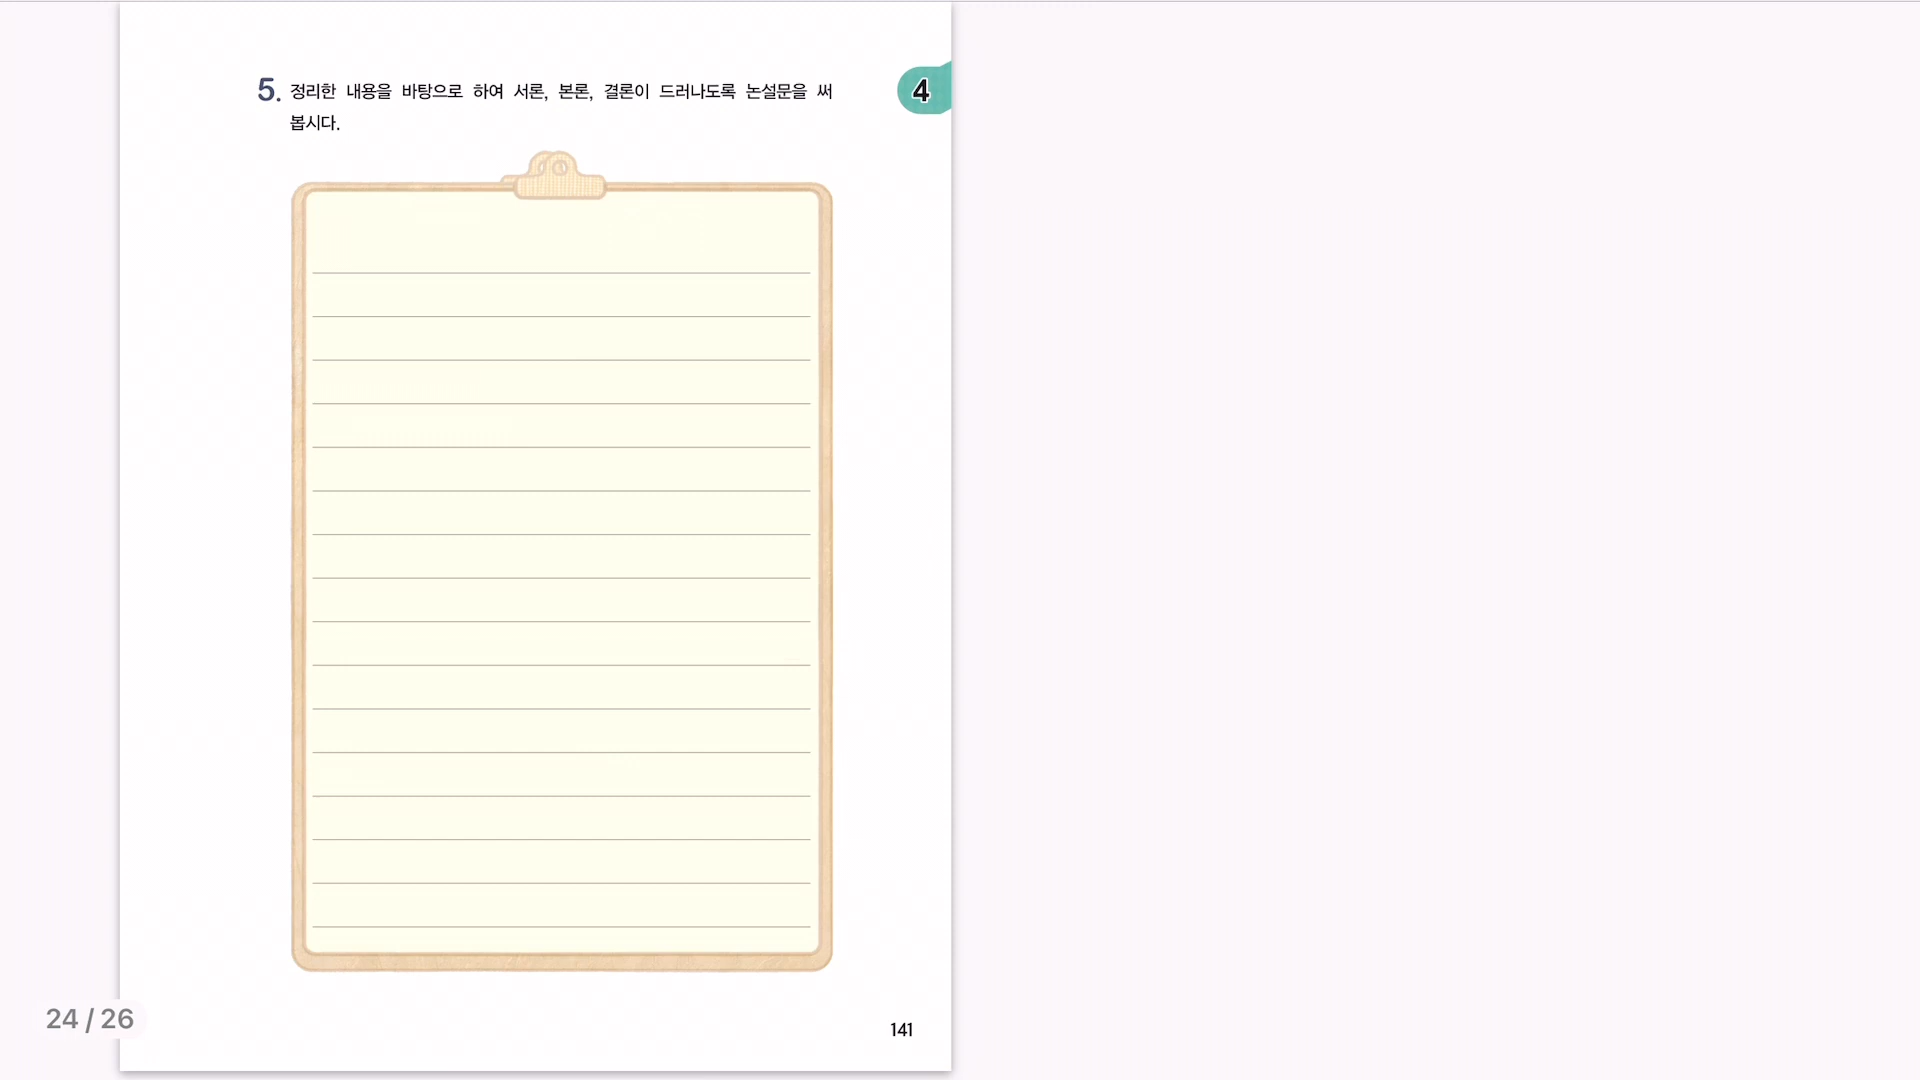 5. 정리한 내용을 바탕으로 하여 서론, 본론, 결론이 드러나도록 논설문을 써
봅시다.
4
24 / 26
141